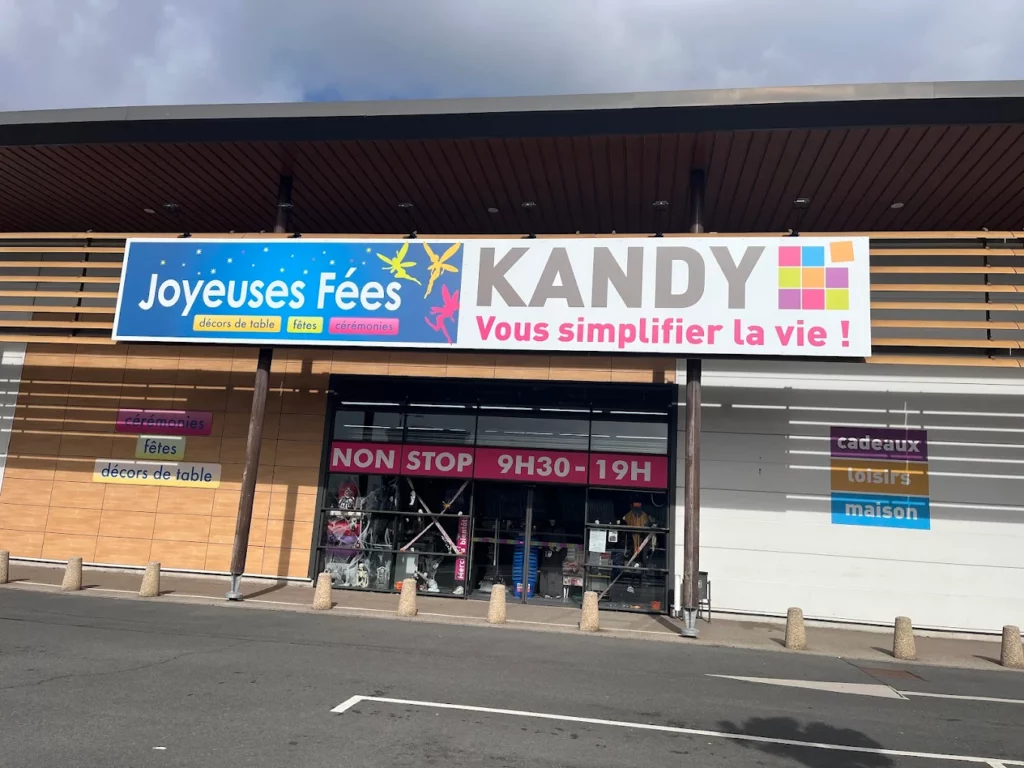 Joyeuses Fées
décors de table fêtes cérémonies
KANDY
Vous simplifier la vie !
cérémonies
fêtes
décors de table
NON STOP 9H30 - 19H
cadeaux
loisirs
maison